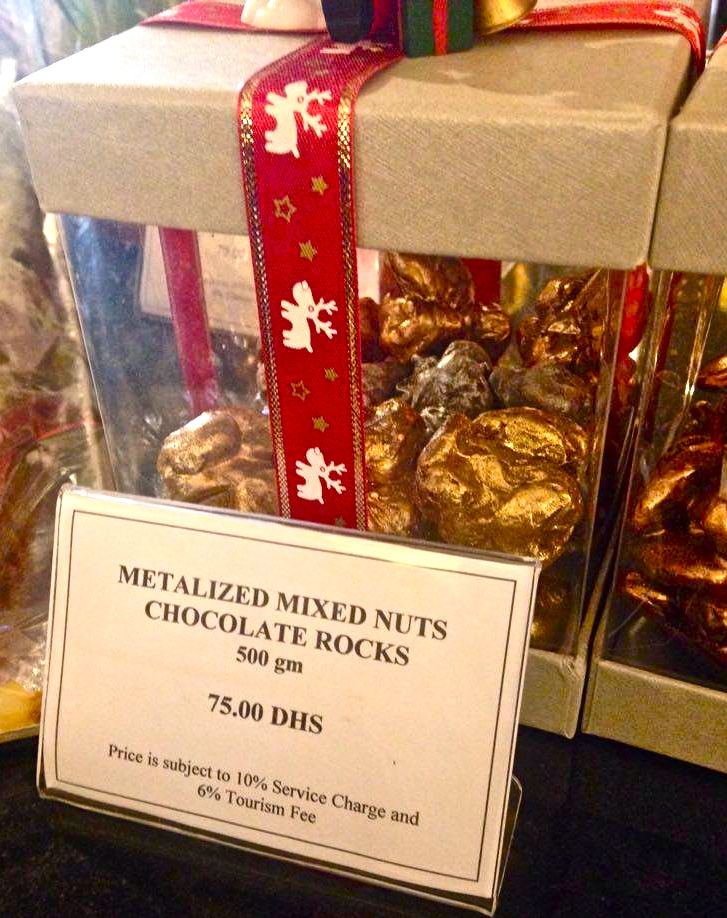 METALIZED MIXED NUTS
CHOCOLATE ROCKS
500 gm
75.00 DHS
Price is subject to 10% Service Charge and
6% Tourism Fee